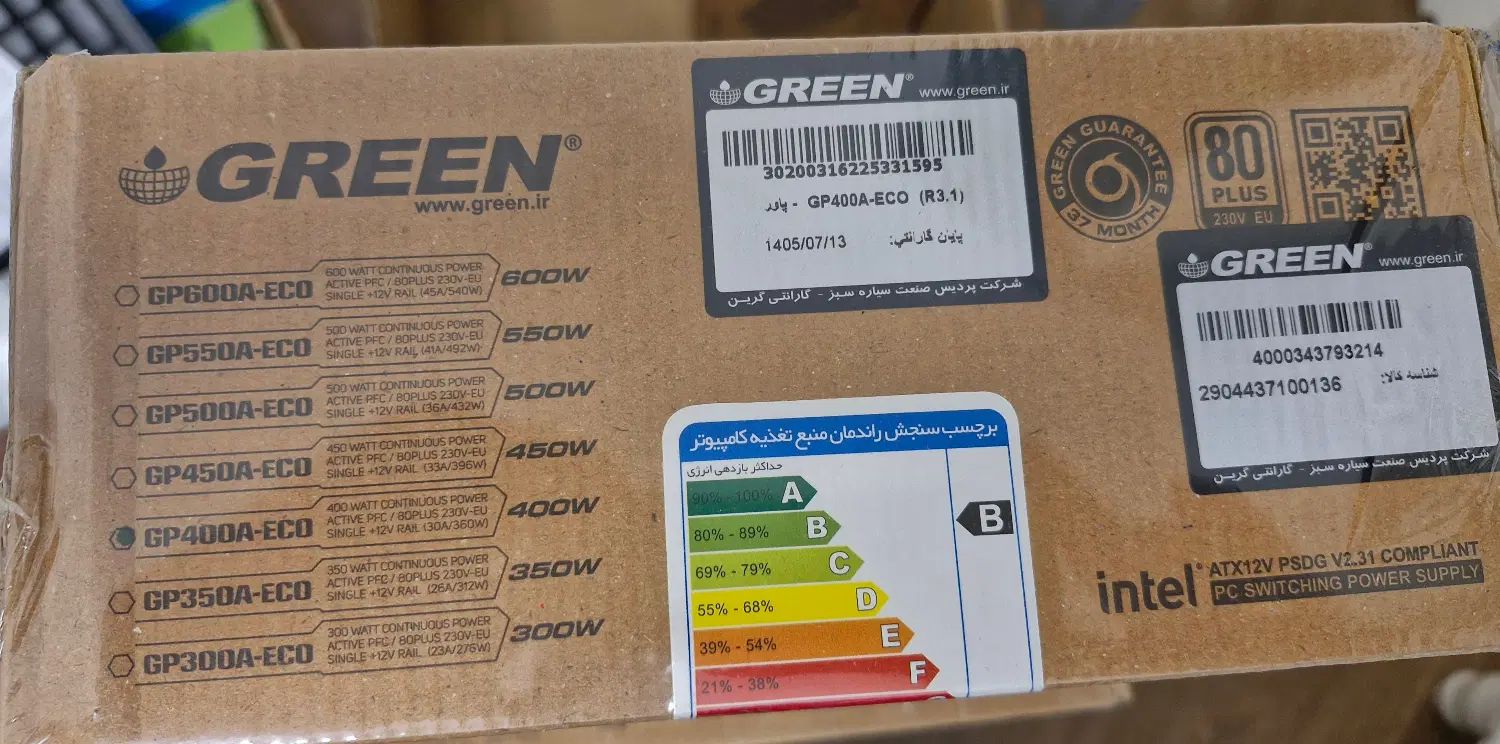 GREEN®
www.green.ir
GP600A-ECO
600 WATT CONTINUOUS POWER
ACTIVE PFC / 80PLUS 230V-EU
SINGLE +12V RAIL (45A/540W)
600W
GP550A-ECO
500 WATT CONTINUOUS POWER
ACTIVE PFC / 80PLUS 230V-EU
SINGLE +12V RAIL (41A/492W)
550W
GP500A-ECO
500 WATT CONTINUOUS POWER
ACTIVE PFC / 80PLUS 230V-EU
SINGLE +12V RAIL (36A/432W)
500W
GP450A-ECO
450 WATT CONTINUOUS POWER
ACTIVE PFC / 80PLUS 230V-EU
SINGLE +12V RAIL (33A/396W)
450W
GP400A-ECO
400 WATT CONTINUOUS POWER
ACTIVE PFC / 80PLUS 230V-EU
SINGLE +12V RAIL (30A/360W)
400W
GP350A-ECO
350 WATT CONTINUOUS POWER
ACTIVE PFC / 80PLUS 230V-EU
SINGLE +12V RAIL (26A/312W)
350W
GP300A-ECO
300 WATT CONTINUOUS POWER
ACTIVE PFC / 80PLUS 230V-EU
SINGLE +12V RAIL (23A/276W)
300W
GREEN® www.green.ir
30200316225331595
پاور - GP400A-ECO (R3.1)
پایان گارانتي: 1405/07/13
شرکت پردیس صنعت سیاره سبز - گارانتی گرین
GREEN GUARANTEE
37 MONTH
80
PLUS
230V EU
GREEN® www.green.ir
4000343793214
شناسه کالا:
2904437100136
شرکت پردیس صنعت سیاره سبز - گارانتی گرین
برچسب سنجش راندمان منبع تغذیه کامپیوتر
حداکثر بازدهی انرژی
90% - 100% A
80% - 89% B
B
69% - 79% C
55% - 68% D
39% - 54% E
21% - 38% F
intel® ATX12V PSDG V2.31 COMPLIANT
PC SWITCHING POWER SUPPLY